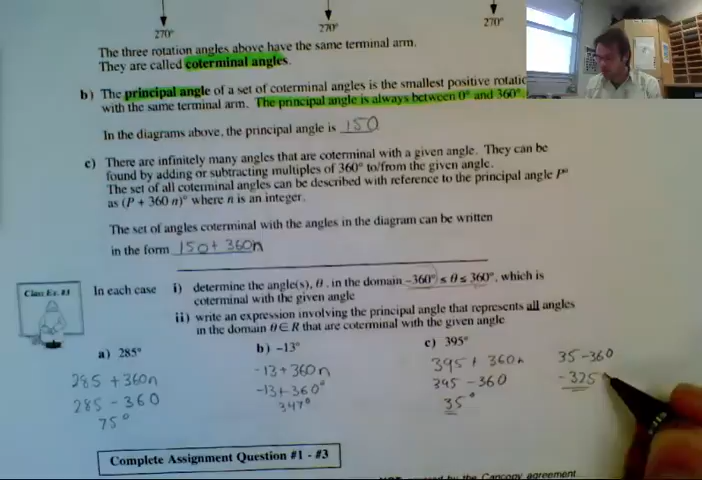 270°
270°
270°
The three rotation angles above have the same terminal arm.
They are called coterminal angles.
b) The principal angle of a set of coterminal angles is the smallest positive
with the same terminal arm. The principal angle is always between 0° and 360°
In the diagrams above, the principal angle is 150
c) There are infinitely many angles that are coterminal with a given angle. They can be
found by adding or subtracting multiples of 360° to/from the given angle.
The set of all coterminal angles can be described with reference to the principal angle P°
as (P + 360 n)° where n is an integer.
The set of angles coterminal with the angles in the diagram can be written
in the form 150 + 360n
Class Ex. #3
In each case i) determine the angle(s), θ, in the domain -360° ≤ θ ≤ 360°, which is
coterminal with the given angle
ii) write an expression involving the principal angle that represents all angles
in the domain θ ∈ R that are coterminal with the given angle
a) 285°
285 + 360n
285 - 360
75°
b) -13°
-13 + 360n
-13 + 360°
347°
c) 395°
395 + 360n
395 - 360
35°
35 - 360
-325
Complete Assignment Question #1 - #3
by the Cancopy agreement